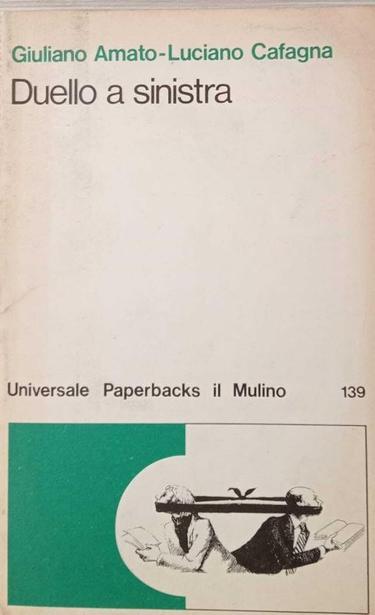 Giuliano Amato-Luciano Cafagna
Duello a sinistra
Universale Paperbacks il Mulino 139